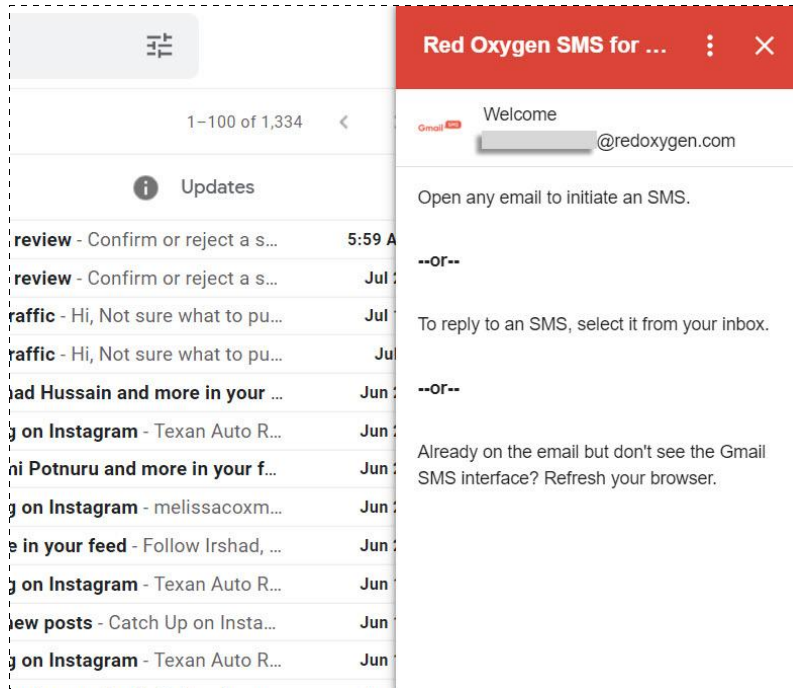 Red Oxygen SMS for ...
1–100 of 1,334
Gmail SMS
Welcome
@redoxygen.com
Updates
Open any email to initiate an SMS.
review - Confirm or reject a s... 5:59 A
--or--
review - Confirm or reject a s... Jul
raffic - Hi, Not sure what to pu... Jul
To reply to an SMS, select it from your inbox.
raffic - Hi, Not sure what to pu... Jul
--or--
Hussain and more in your ... Jun
on Instagram - Texan Auto R... Jun
Already on the email but don't see the Gmail
SMS interface? Refresh your browser.
Potnuru and more in your f... Jun
on Instagram - melissacoxm... Jun
in your feed - Follow Irshad, ... Jun
on Instagram - Texan Auto R... Jun
new posts - Catch Up on Insta... Jun
on Instagram - Texan Auto R... Jun